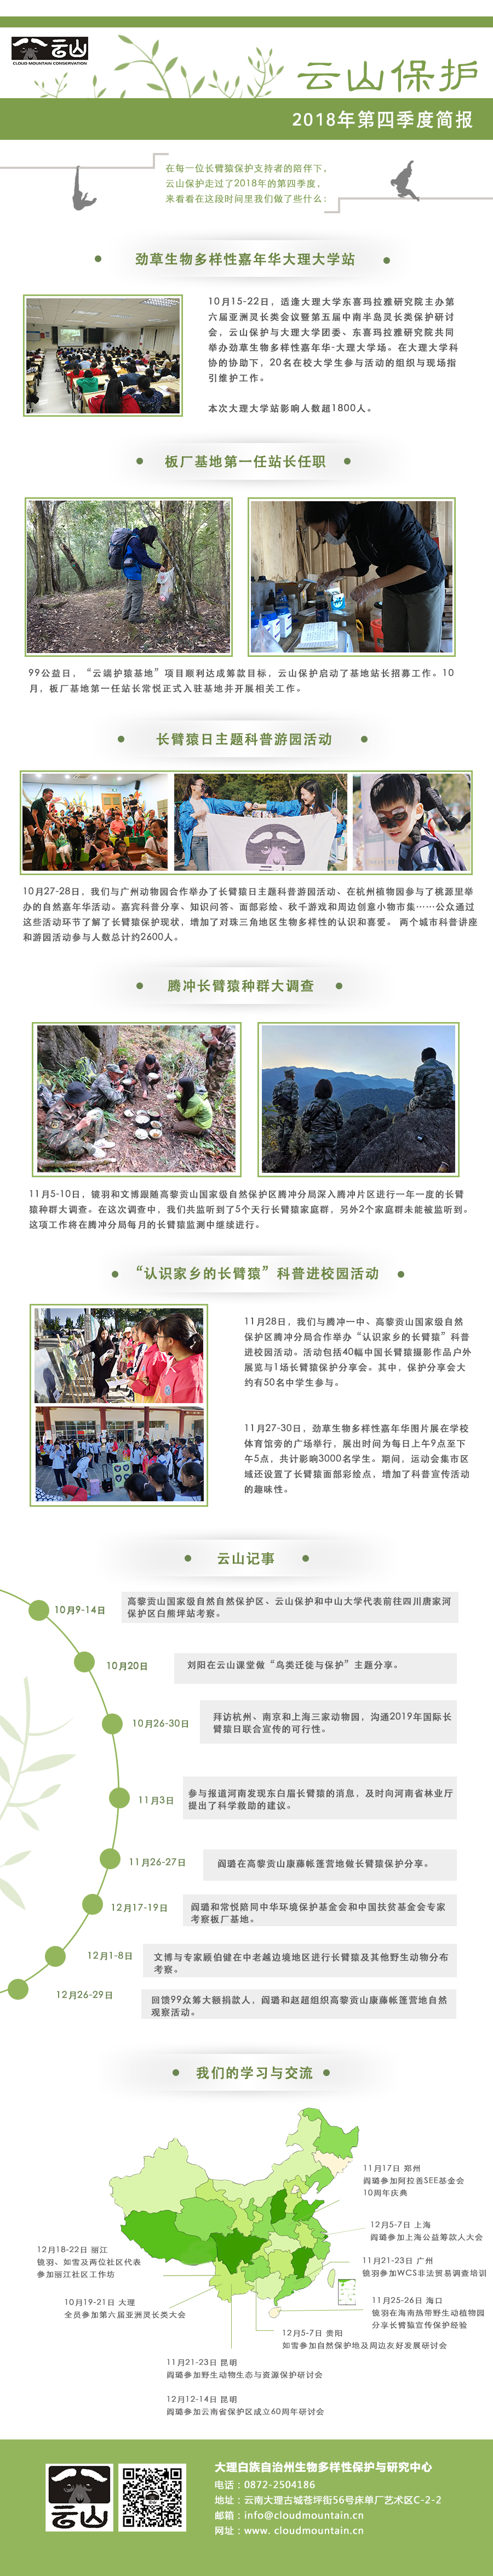 云山
CLOUD MOUNTAIN CONSERVATION
云山保护
2018年第四季度简报
在每一位长臂猿保护支持者的陪伴下，
云山保护走过了2018年的第四季度，
来看看在这段时间里我们做了些什么：
劲草生物多样性嘉年华大理大学站
10月15-22日，适逢大理大学东喜玛拉雅研究院主办第
六届亚洲灵长类会议暨第五届中南半岛灵长类保护研讨
会，云山保护与大理大学团委、东喜玛拉雅研究院共同
举办劲草生物多样性嘉年华-大理大学场。在大理大学科
协的协助下，20名在校大学生参与活动的组织与现场指
引维护工作。
本次大理大学站影响人数超1800人。
板厂基地第一任站长任职
99公益日，“云端护猿基地”项目顺利达成筹款目标，云山保护启动了基地站长招募工作。10
月，板厂基地第一任站长常悦正式入驻基地并开展相关工作。
长臂猿日主题科普游园活动
10月27-28日，我们与广州动物园合作举办了长臂猿日主题科普游园活动、在杭州植物园参与了桃源里举
办的自然嘉年华活动。嘉宾科普分享、知识问答、面部彩绘、秋千游戏和周边创意小物市集……公众通过
这些活动环节了解了长臂猿保护现状，增加了对珠三角地区生物多样性的认识和喜爱。 两个城市科普讲座
和游园活动参与人数总计约2600人。
腾冲长臂猿种群大调查
11月5-10日，镜羽和文博跟随高黎贡山国家级自然保护区腾冲分局深入腾冲片区进行一年一度的长臂
猿种群大调查。在这次调查中，我们共监听到了5个天行长臂猿家庭群，另外2个家庭群未能被监听到。
这项工作将在腾冲分局每月的长臂猿监测中继续进行。
“认识家乡的长臂猿”科普进校园活动
11月28日，我们与腾冲一中、高黎贡山国家级自然
保护区腾冲分局合作举办“认识家乡的长臂猿”科普
进校园活动。活动包括40幅中国长臂猿摄影作品户外
展览与1场长臂猿保护分享会。其中，保护分享会大
约有50名中学生参与。
11月27-30日，劲草生物多样性嘉年华图片展在学校
体育馆旁的广场举行，展出时间为每日上午9点至下
午5点，共计影响3000名学生。期间，运动会集市区
域还设置了长臂猿面部彩绘点，增加了科普宣传活动
的趣味性。
云山记事
10月9-14日
高黎贡山国家级自然自然保护区、云山保护和中山大学代表前往四川唐家河
保护区白熊坪站考察。
10月20日
刘阳在云山课堂做“鸟类迁徙与保护”主题分享。
10月26-30日
拜访杭州、南京和上海三家动物园，沟通2019年国际长
臂猿日联合宣传的可行性。
11月3日
参与报道河南发现东白眉长臂猿的消息，及时向河南省林业厅
提出了科学救助的建议。
11月26-27日
阎璐在高黎贡山康藤帐篷营地做长臂猿保护分享。
12月17-19日
阎璐和常悦陪同中华环境保护基金会和中国扶贫基金会专家
考察板厂基地。
12月1-8日
文博与专家顾伯健在中老越边境地区进行长臂猿及其他野生动物分布
考察。
12月26-29日
回馈99众筹大额捐款人，阎璐和赵超组织高黎贡山康藤帐篷营地自然
观察活动。
我们的学习与交流
11月17日 郑州
阎璐参加阿拉善SEE基金会
10周年庆典
12月5-7日 上海
阎璐参加上海公益筹款人大会
12月18-22日 丽江
镜羽、如雪及两位社区代表
参加丽江社区工作坊
11月21-23日 广州
镜羽参加WCS非法贸易调查培训
10月19-21日 大理
全员参加第六届亚洲灵长类大会
11月25-26日 海口
镜羽在海南热带野生动植物园
分享长臂猿宣传保护经验
12月5-7日 贵阳
如雪参加自然保护地及周边友好发展研讨会
11月21-23日 昆明
阎璐参加野生动物生态与资源保护研讨会
12月12-14日 昆明
阎璐参加云南省保护区成立60周年研讨会
云山
大理白族自治州生物多样性保护与研究中心
电话：0872-2504186
地址：云南大理古城苍坪街56号床单厂艺术区C-2-2
邮箱：info@cloudmountain.cn
网址：www. cloudmountain.cn